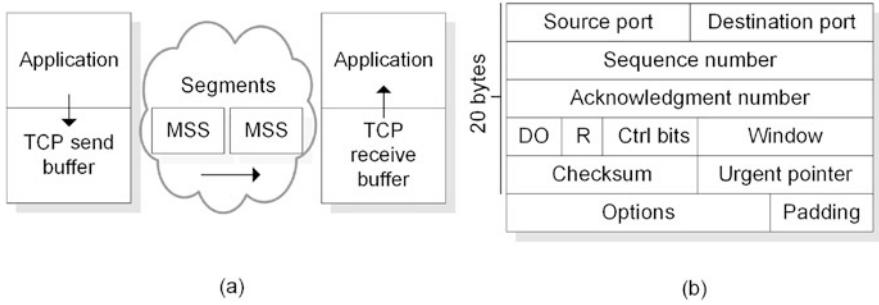 Application
TCP send
buffer
Segments
MSS MSS
Application
TCP
receive
buffer
(a)
20 bytes
Source port Destination port
Sequence number
Acknowledgment number
DO R Ctrl bits Window
Checksum Urgent pointer
Options Padding
(b)